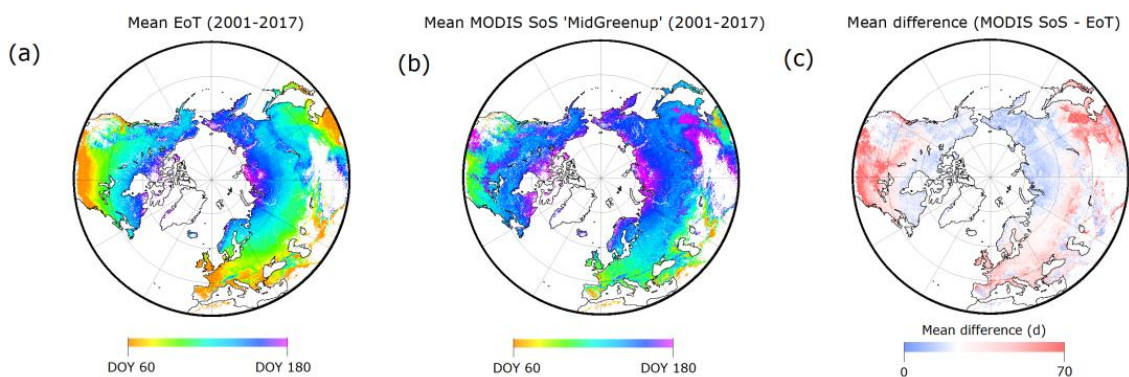 Mean EoT (2001-2017)
Mean MODIS SoS 'MidGreenup' (2001-2017)
Mean difference (MODIS SoS - EoT)
(a)
(b)
(c)
DOY 60
DOY 180
DOY 60
DOY 180
Mean difference (d)
0
70